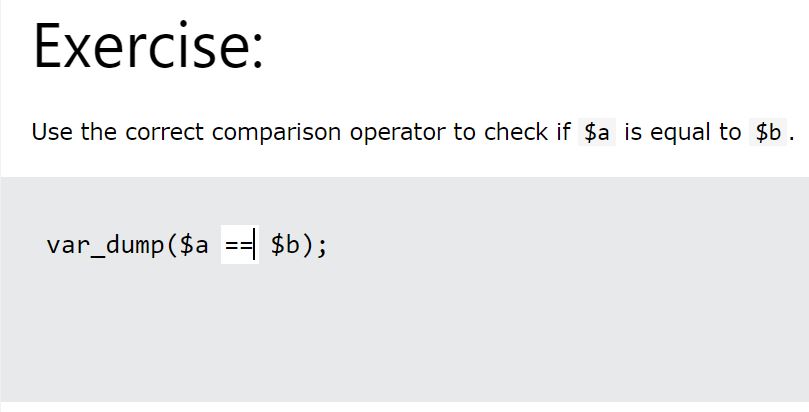 Exercise:
Use the correct comparison operator to check if $a is equal to $b.
var_dump($a == $b);